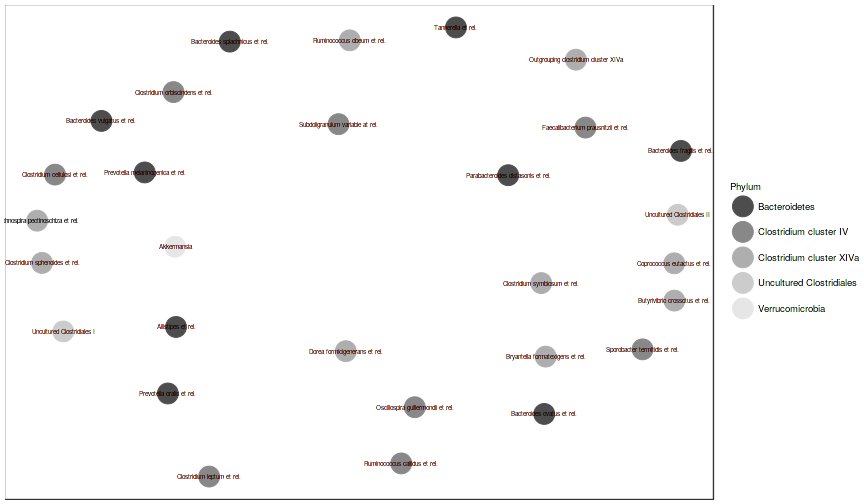 Tannerella et rel.
Bacteroides splachnicus et rel.
Ruminococcus obeum et rel.
Outgrouping clostridium cluster XIVa
Clostridium orbiscindens et rel.
Bacteroides vulgatus et rel.
Subdoligranulum variable at rel.
Faecalibacterium prausnitzii et rel.
Bacteroides fragilis et rel.
Clostridium cellulosi et rel.
Prevotella melaninogenica et rel.
Parabacteroides distasonis et rel.
Phylum
Bacteroidetes
hnospira pectinoschiza et rel.
Uncultured Clostridiales II
Clostridium cluster IV
Akkermansia
Clostridium sphenoides et rel.
Coprococcus eutactus et rel.
Clostridium cluster XIVa
Clostridium symbiosum et rel.
Uncultured Clostridiales
Butyrivibrio crossotus et rel.
Verrucomicrobia
Uncultured Clostridiales I
Alistipes et rel.
Dorea formicigenerans et rel.
Bryantella formatexigens et rel.
Sporobacter termitidis et rel.
Prevotella oralis et rel.
Oscillospira guillermondii et rel.
Bacteroides ovatus et rel.
Ruminococcus callidus et rel.
Clostridium leptum et rel.